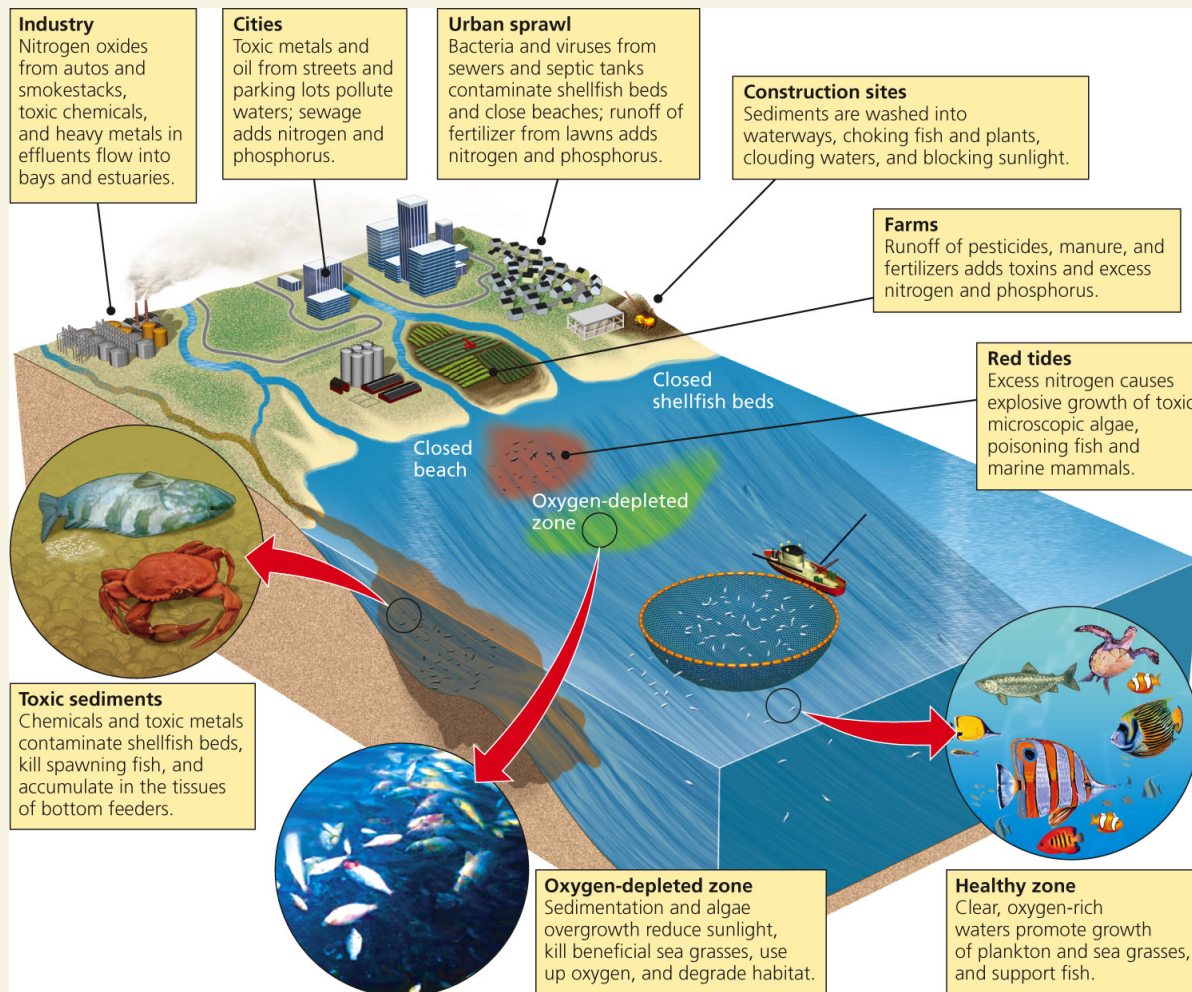 Industry
Nitrogen oxides
from autos and
smokestacks,
toxic chemicals,
and heavy metals in
effluents flow into
bays and estuaries.
Cities
Toxic metals and
oil from streets and
parking lots pollute
waters; sewage
adds nitrogen and
phosphorus.
Urban sprawl
Bacteria and viruses from
sewers and septic tanks
contaminate shellfish beds
and close beaches; runoff of
fertilizer from lawns adds
nitrogen and phosphorus.
Construction sites
Sediments are washed into
waterways, choking fish and plants,
clouding waters, and blocking sunlight.
Farms
Runoff of pesticides, manure, and
fertilizers adds toxins and excess
nitrogen and phosphorus.
Red tides
Excess nitrogen causes
explosive growth of toxic
microscopic algae,
poisoning fish and
marine mammals.
Closed
shellfish beds
Closed
beach
Oxygen-depleted
zone
Toxic sediments
Chemicals and toxic metals
contaminate shellfish beds,
kill spawning fish, and
accumulate in the tissues
of bottom feeders.
Oxygen-depleted zone
Sedimentation and algae
overgrowth reduce sunlight,
kill beneficial sea grasses, use
up oxygen, and degrade habitat.
Healthy zone
Clear, oxygen-rich
waters promote growth
of plankton and sea grasses,
and support fish.